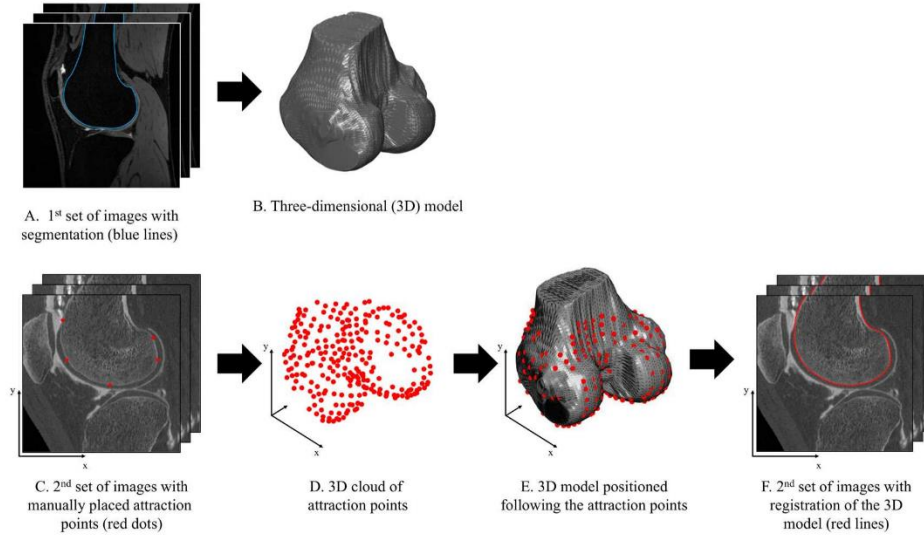 A. 1st set of images with
segmentation (blue lines)
B. Three-dimensional (3D) model
y
x
C. 2nd set of images with
manually placed attraction
points (red dots)
y
x
D. 3D cloud of
attraction points
y
x
E. 3D model positioned
following the attraction points
y
x
F. 2nd set of images with
registration of the 3D
model (red lines)